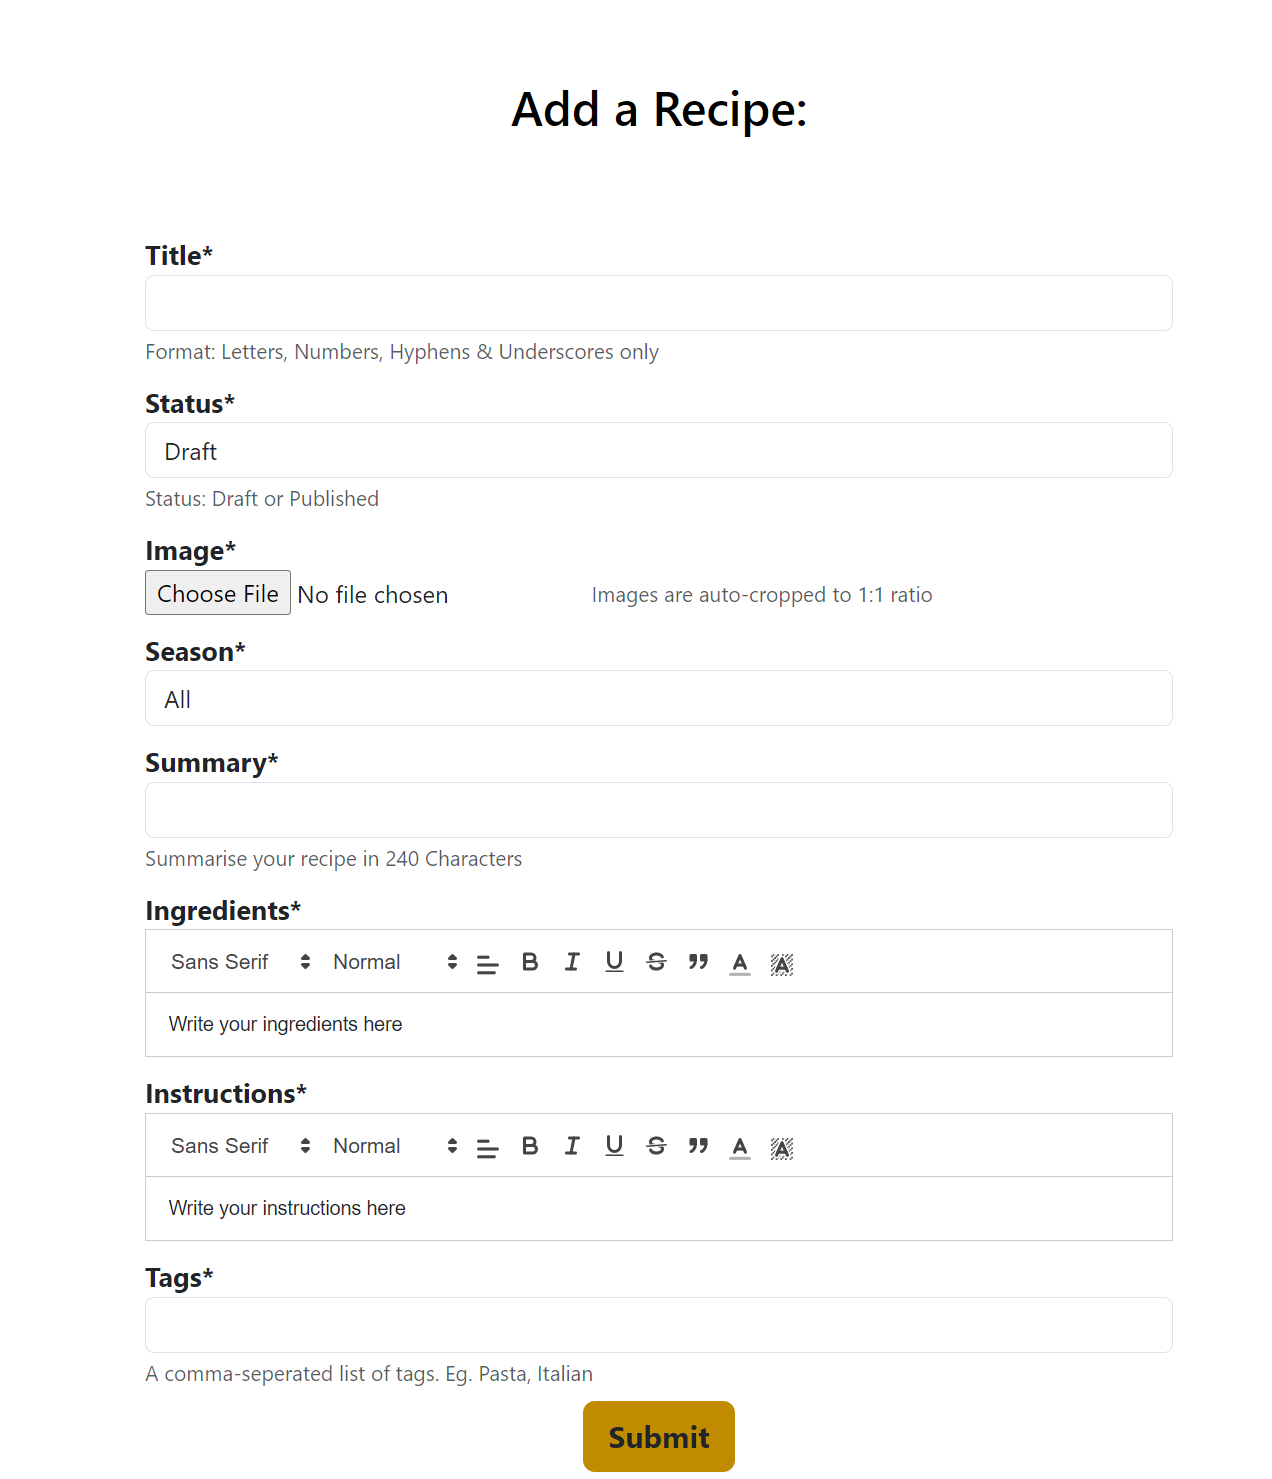 Add a Recipe:
Title*
Format: Letters, Numbers, Hyphens & Underscores only
Status*
Draft
Status: Draft or Published
Image*
Choose File No file chosen Images are auto-cropped to 1:1 ratio
Season*
All
Summary*
Summarise your recipe in 240 Characters
Ingredients*
Sans Serif Normal B I U S ” A A
Write your ingredients here
Instructions*
Sans Serif Normal B I U S ” A A
Write your instructions here
Tags*
A comma-seperated list of tags. Eg. Pasta, Italian
Submit